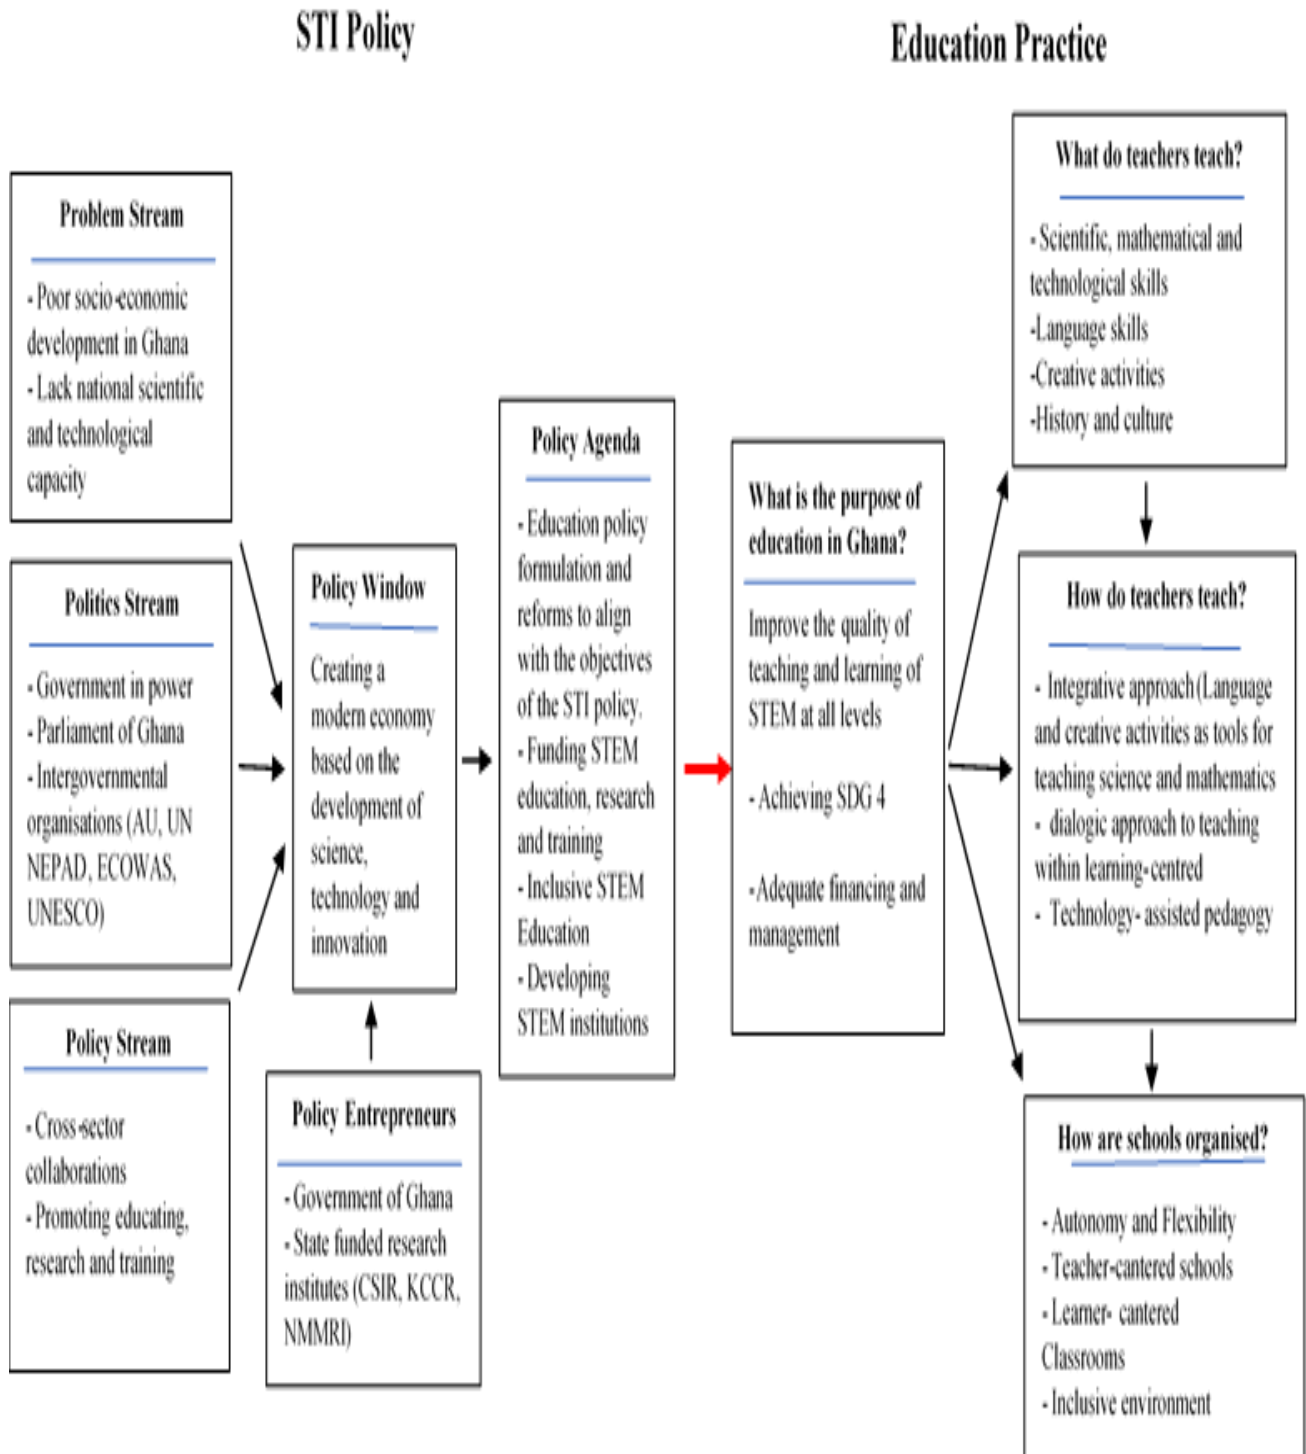 STI Policy
Education Practice
Problem Stream
- Poor socio-economic
development in Ghana
- Lack national scientific
and technological
capacity
Politics Stream
- Government in power
- Parliament of Ghana
- Intergovernmental
organisations (AU, UN
NEPAD, ECOWAS,
UNESCO)
Policy Stream
- Cross-sector
collaborations
- Promoting educating,
research and training
Policy Window
Creating a
modern economy
based on the
development of
science,
technology and
innovation
Policy Entrepreneurs
- Government of Ghana
- State funded research
institutes (CSIR, KCCR,
NMMRI)
Policy Agenda
- Education policy
formulation and
reforms to align
with the objectives
of the STI policy.
- Funding STEM
education, research
and training
- Inclusive STEM
Education
- Developing
STEM institutions
What is the purpose of
education in Ghana?
Improve the quality of
teaching and learning of
STEM at all levels
- Achieving SDG 4
- Adequate financing and
management
What do teachers teach?
- Scientific, mathematical and
technological skills
-Language skills
-Creative activities
-History and culture
How do teachers teach?
- Integrative approach (Language
and creative activities as tools for
teaching science and mathematics
- dialogic approach to teaching
within learning-centred
- Technology- assisted pedagogy
How are schools organised?
- Autonomy and Flexibility
- Teacher-cantered schools
- Learner- cantered
Classrooms
- Inclusive environment